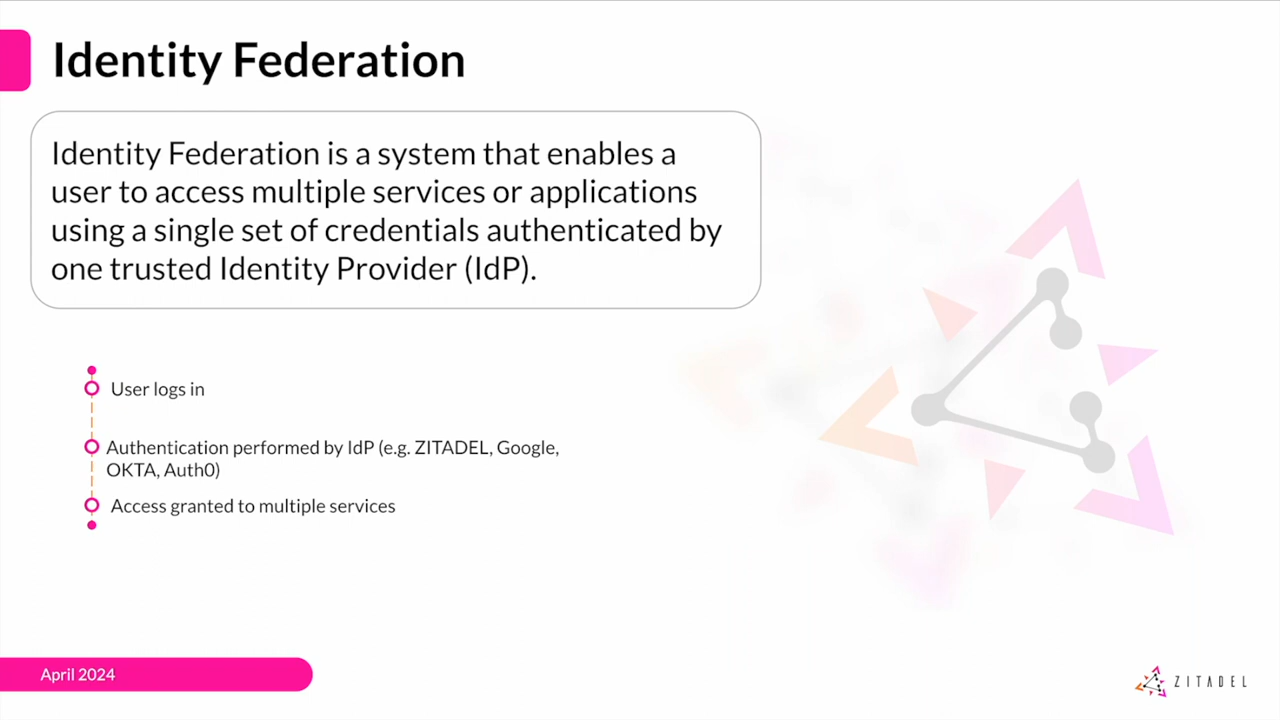 Identity Federation
Identity Federation is a system that enables a
user to access multiple services or applications
using a single set of credentials authenticated by
one trusted Identity Provider (IdP).
User logs in
Authentication performed by IdP (e.g. ZITADEL, Google,
OKTA, Auth0)
Access granted to multiple services
April 2024
ZITADEL